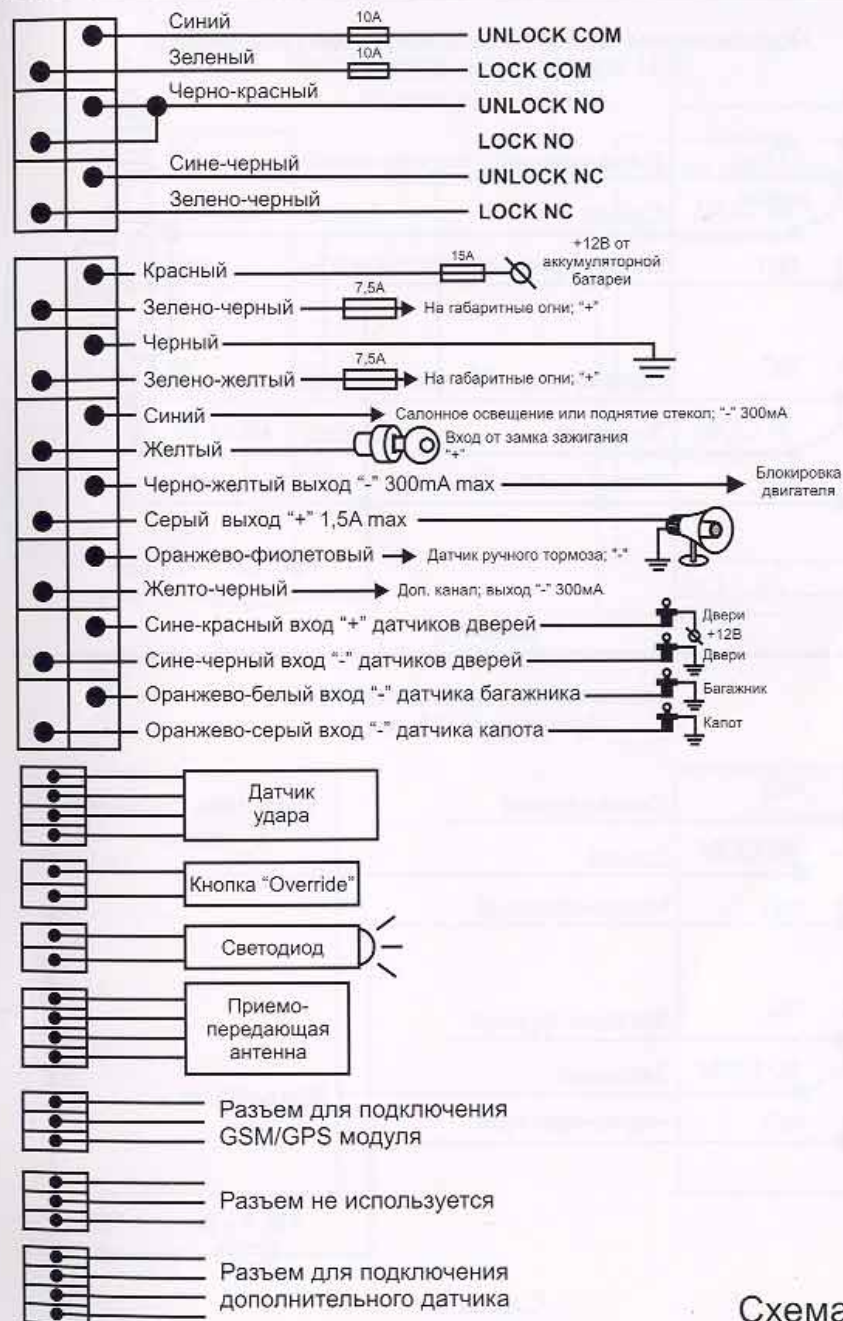 Синий 10А UNLOCK COM
Зеленый 10А LOCK COM
Черно-красный UNLOCK NO
LOCK NO
Сине-черный UNLOCK NC
Зелено-черный LOCK NC
Красный 15А +12В от
аккумуляторной
батареи
Зелено-черный 7,5А На габаритные огни; "+"
Черный
Зелено-желтый 7,5А На габаритные огни; "+"
Синий Салонное освещение или поднятие стекол; "-" 300мА
Желтый Вход от замка зажигания
"+"
Черно-желтый выход "-" 300mA max Блокировка
двигателя
Серый выход "+" 1,5A max
Оранжево-фиолетовый Датчик ручного тормоза; "-"
Желто-черный Доп. канал; выход "-" 300мА
Сине-красный вход "+" датчиков дверей Двери
+12В
Сине-черный вход "-" датчиков дверей Двери
Оранжево-белый вход "-" датчика багажника Багажник
Оранжево-серый вход "-" датчика капота Капот
Датчик
удара
Кнопка "Override"
Светодиод
Приемо-
передающая
антенна
Разъем для подключения
GSM/GPS модуля
Разъем не используется
Разъем для подключения
дополнительного датчика
Схема